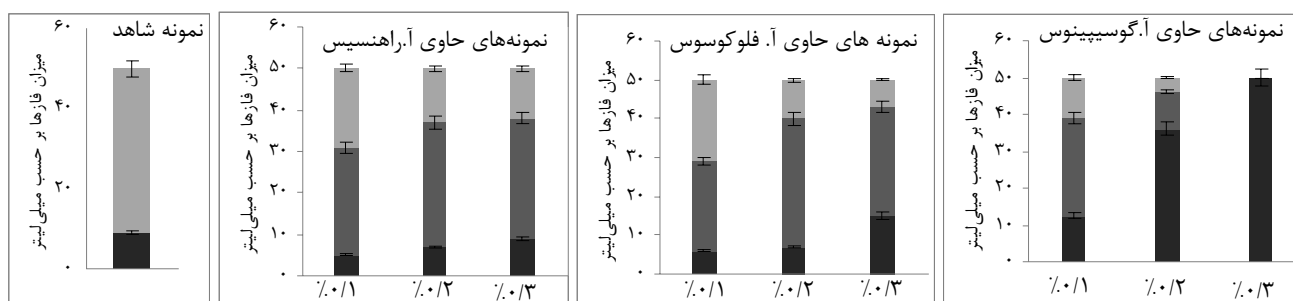 نمونه شاهد
میزان فازها بر حسب میلی‌لیتر
۶۰
۴۰
۲۰
۰
نمونه‌های حاوی آ.راهنسیس
میزان فازها بر حسب میلی‌لیتر
۶۰
۵۰
۴۰
۳۰
۲۰
۱۰
۰
٪۰/۱ ٪۰/۲ ٪۰/۳
نمونه های حاوی آ. فلوکوسوس
میزان فازها بر حسب میلی‌لیتر
۶۰
۵۰
۴۰
۳۰
۲۰
۱۰
۰
٪۰/۱ ٪۰/۲ ٪۰/۳
نمونه‌های حاوی آ.گوسیپینوس
میزان فازها بر حسب میلی‌لیتر
۶۰
۵۰
۴۰
۳۰
۲۰
۱۰
۰
٪۰/۱ ٪۰/۲ ٪۰/۳